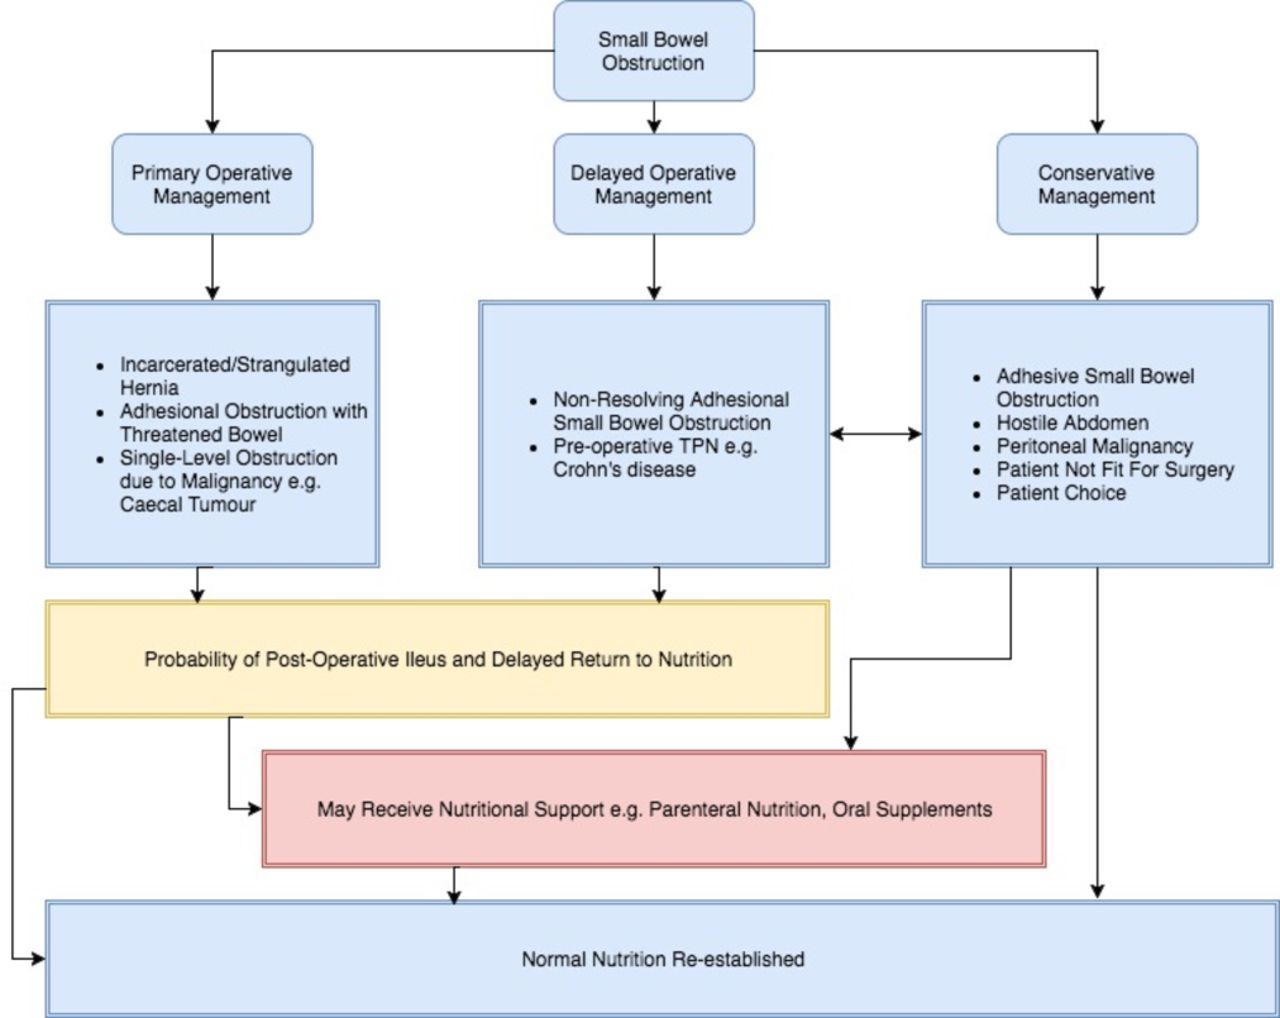 Small Bowel
Obstruction
Primary Operative
Management
Delayed Operative
Management
Conservative
Management
• Incarcerated/Strangulated
Hernia
• Adhesional Obstruction with
Threatened Bowel
• Single-Level Obstruction
due to Malignancy e.g.
Caecal Tumour
• Non-Resolving Adhesional
Small Bowel Obstruction
• Pre-operative TPN e.g.
Crohn's disease
• Adhesive Small Bowel
Obstruction
• Hostile Abdomen
• Peritoneal Malignancy
• Patient Not Fit For Surgery
• Patient Choice
Probability of Post-Operative Ileus and Delayed Return to Nutrition
May Receive Nutritional Support e.g. Parenteral Nutrition, Oral Supplements
Normal Nutrition Re-established